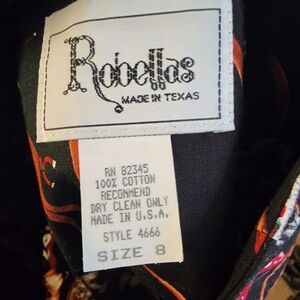 Robellas
MADE IN TEXAS
RN 82345
100% COTTON
RECOMMEND
DRY CLEAN ONLY
MADE IN U.S.A.
STYLE 4666
SIZE 8